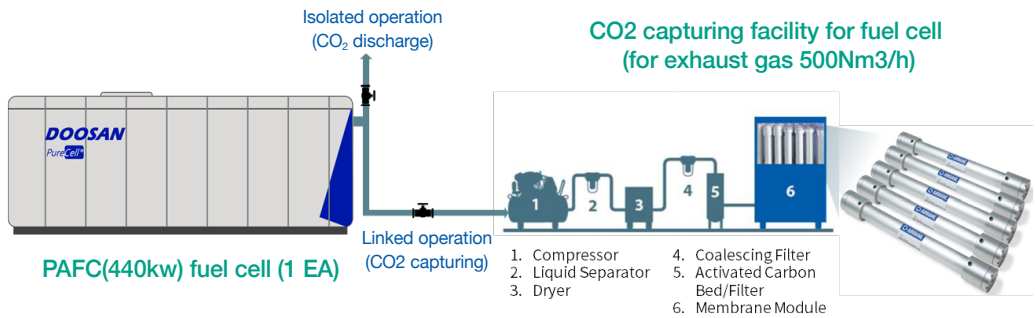 Isolated operation
(CO₂ discharge)
CO2 capturing facility for fuel cell
(for exhaust gas 500Nm3/h)
DOOSAN
PureCell®
1
2
3
4
5
6
Linked operation
(CO2 capturing)
PAFC(440kw) fuel cell (1 EA)
1. Compressor
2. Liquid Separator
3. Dryer
4. Coalescing Filter
5. Activated Carbon
Bed/Filter
6. Membrane Module